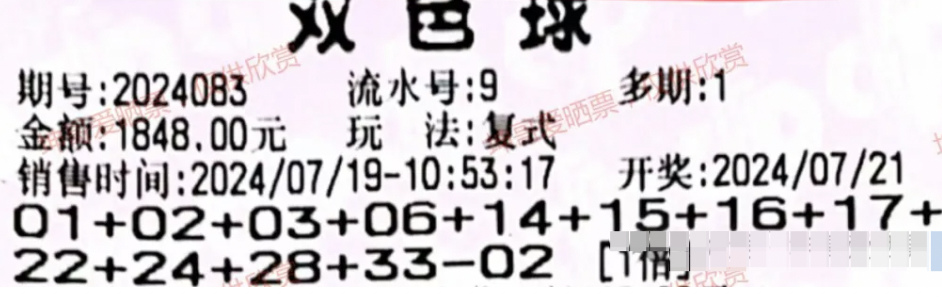 双色球
期号:2024083 流水号:9 多期:1
金额:1848.00元 玩 法:复式
销售时间:2024/07/19-10:53:17 开奖:2024/07/21
01+02+03+06+14+15+16+17+
22+24+28+33-02 [1倍]